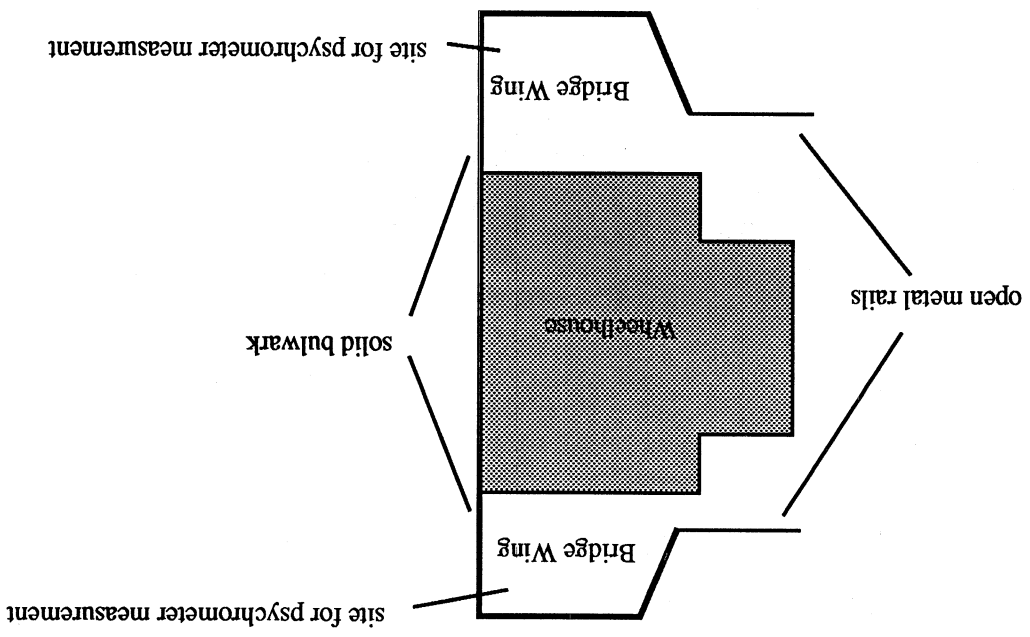 site for psychrometer measurement
Bridge Wing
solid bulwark
Wheelhouse
open metal rails
Bridge Wing
site for psychrometer measurement